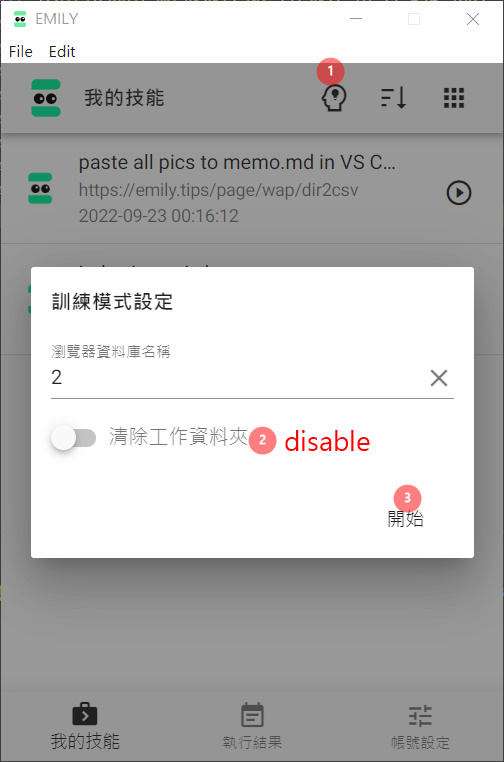 EMILY
File Edit
1
我的技能
paste all pics to memo.md in VS C...
https://emily.tips/page/wap/dir2csv
2022-09-23 00:16:12
訓練模式設定
瀏覽器資料庫名稱
2
清除工作資料夾 2 disable
3
開始
我的技能 執行結果 帳號設定